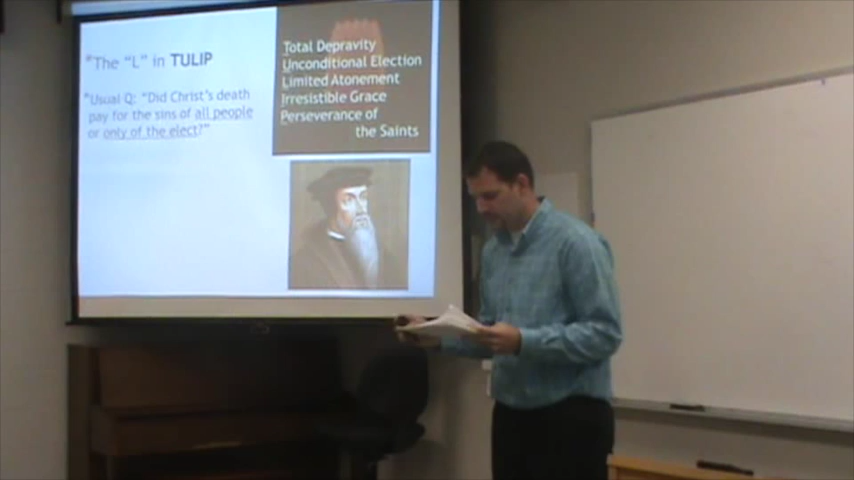 *The "L" in TULIP
*Usual Q: "Did Christ's death
pay for the sins of all people
or only of the elect?"
Total Depravity
Unconditional Election
Limited Atonement
Irresistible Grace
Perseverance of
the Saints